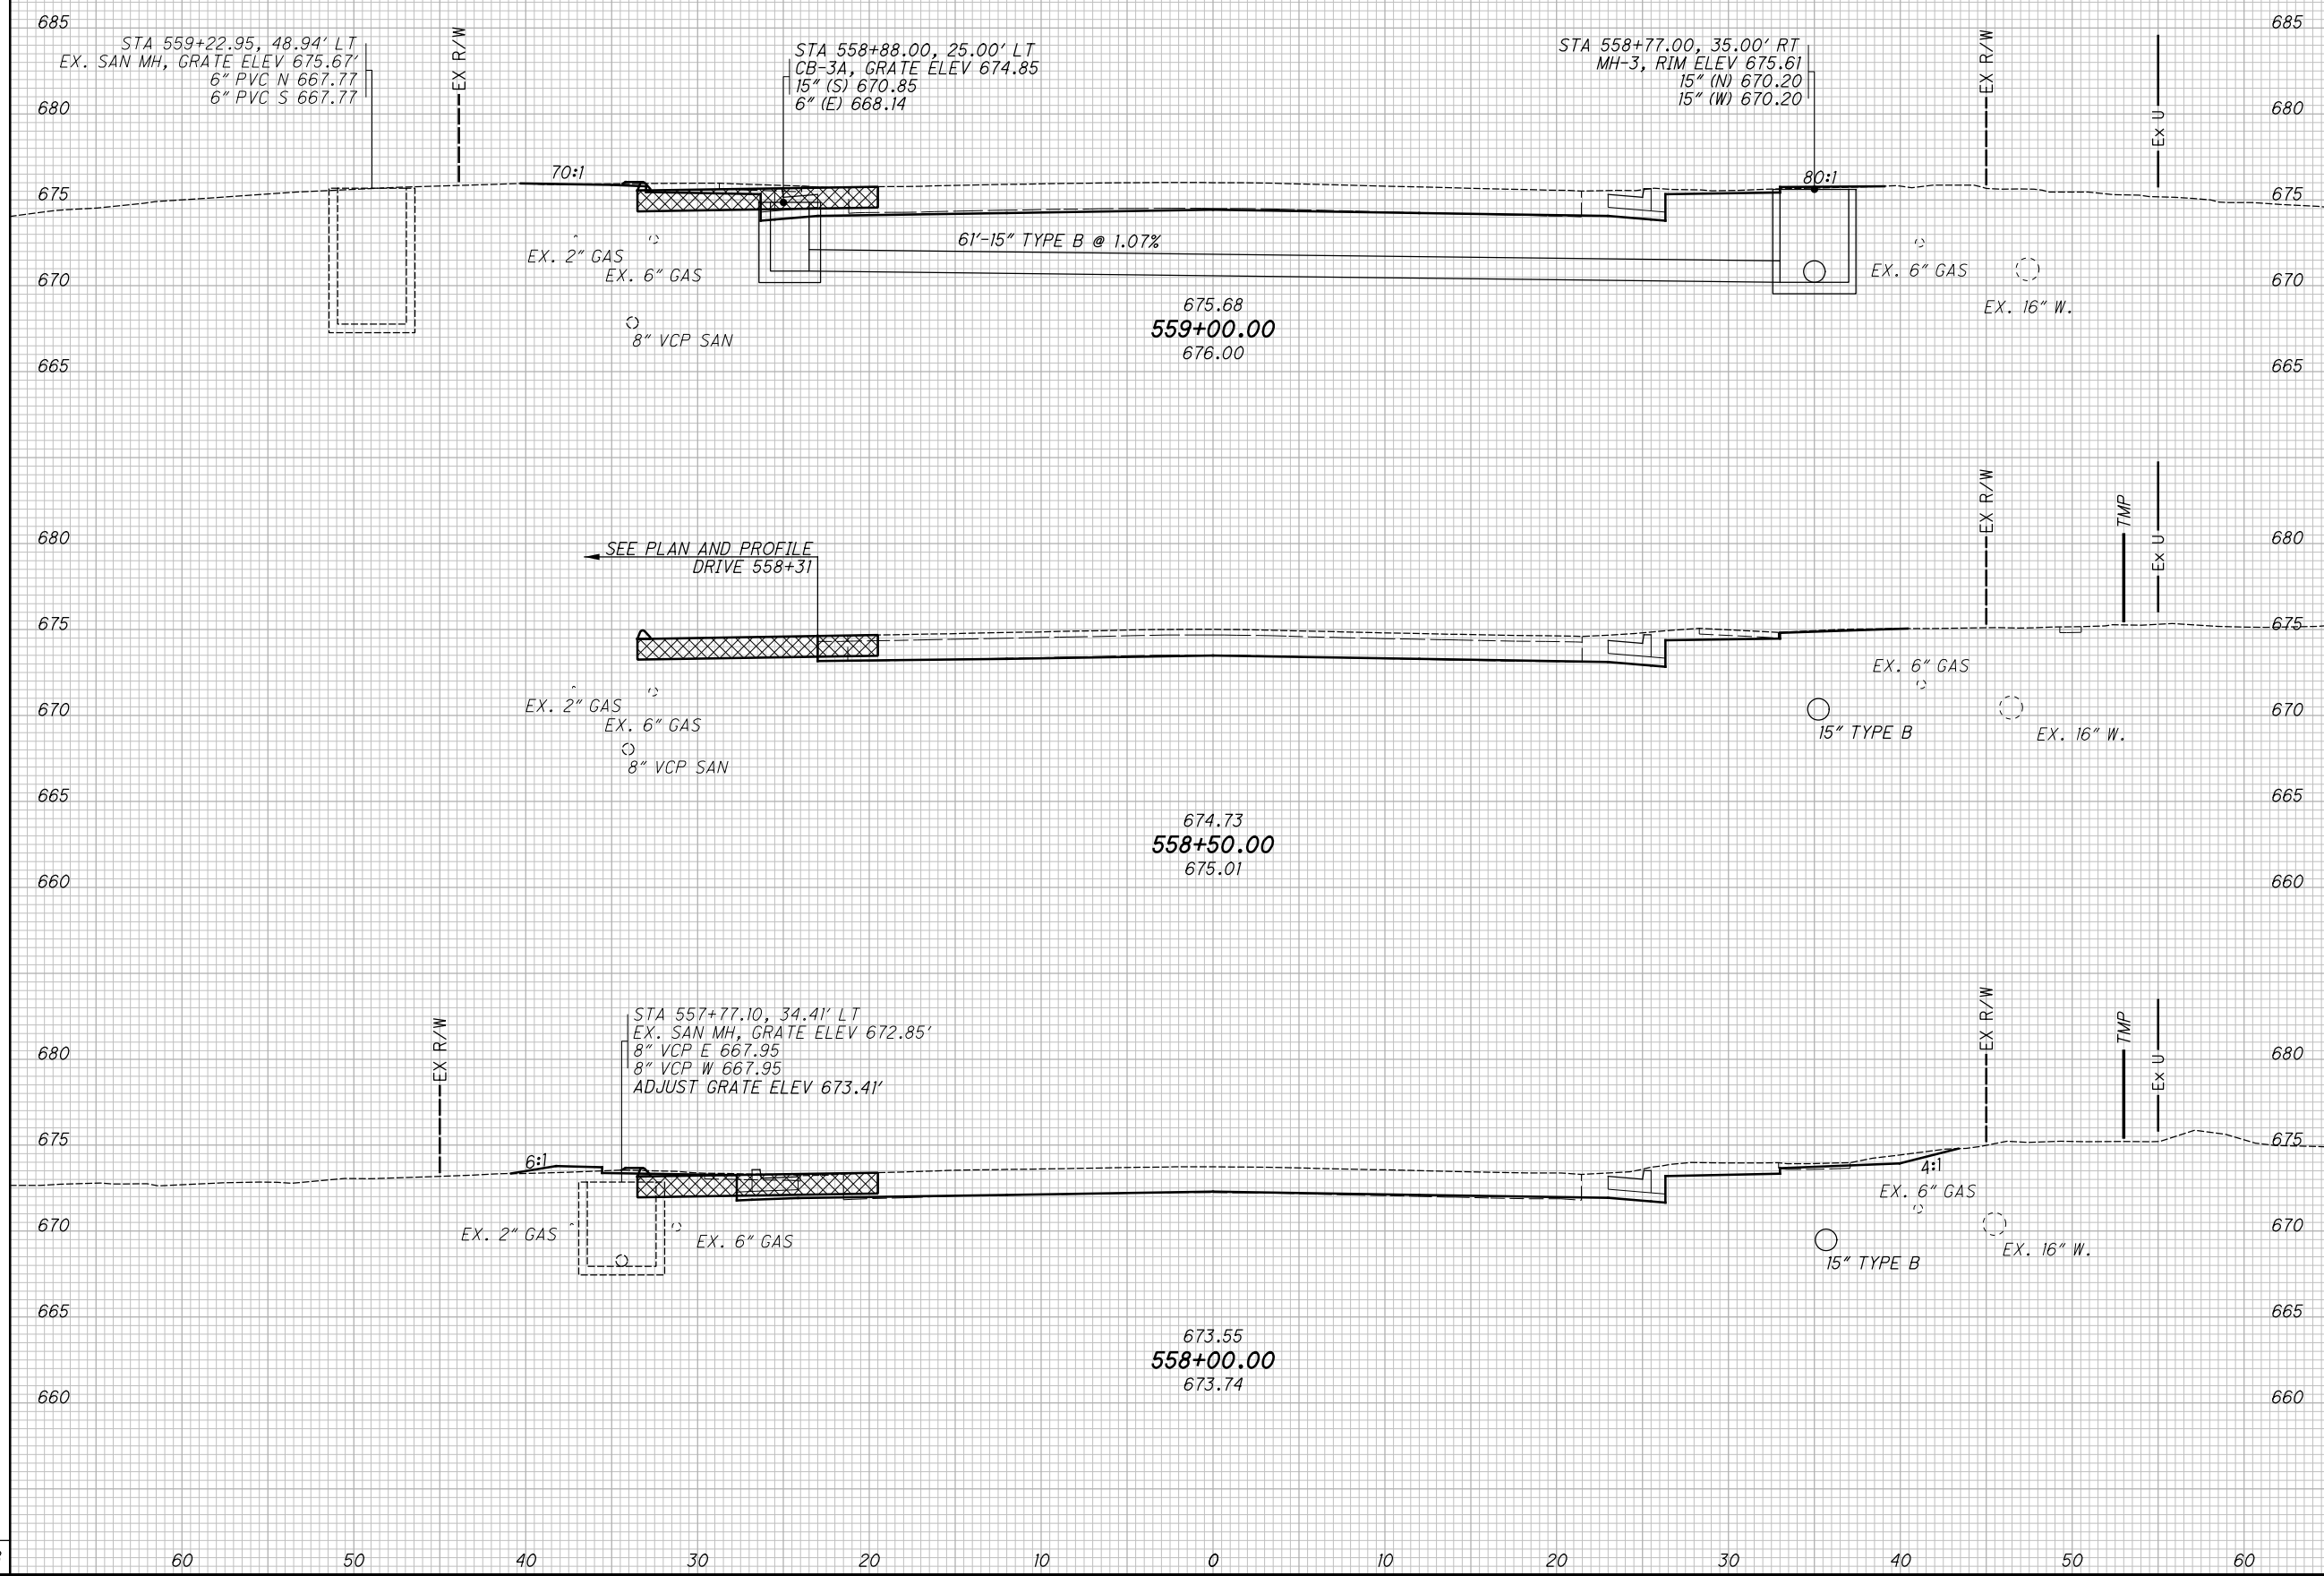 685
685
EX R/W
STA 559+22.95, 48.94' LT
EX. SAN MH, GRATE ELEV 675.67'
6" PVC N 667.77
6" PVC S 667.77
STA 558+88.00, 25.00' LT
CB-3A, GRATE ELEV 674.85
15" (S) 670.85
6" (E) 668.14
STA 558+77.00, 35.00' RT
MH-3, RIM ELEV 675.61
15" (N) 670.20
15" (W) 670.20
EX R/W
Ex U
680
680
70:1
80:1
675
675
EX. 2" GAS
EX. 6" GAS
61'-15" TYPE B @ 1.07%
EX. 6" GAS
670
670
EX. 16" W.
8" VCP SAN
675.68
559+00.00
676.00
665
665
EX R/W
TMP
Ex U
680
680
SEE PLAN AND PROFILE
DRIVE 558+31
675
675
EX. 2" GAS
EX. 6" GAS
EX. 6" GAS
670
670
15" TYPE B
EX. 16" W.
8" VCP SAN
665
665
674.73
558+50.00
675.01
660
660
EX R/W
STA 557+77.10, 34.41' LT
EX. SAN MH, GRATE ELEV 672.85'
8" VCP E 667.95
8" VCP W 667.95
ADJUST GRATE ELEV 673.41'
EX R/W
TMP
Ex U
680
680
675
675
6:1
4:1
EX. 6" GAS
670
670
EX. 2" GAS
EX. 6" GAS
15" TYPE B
EX. 16" W.
665
665
673.55
558+00.00
673.74
660
660
60 50 40 30 20 10 0 10 20 30 40 50 60